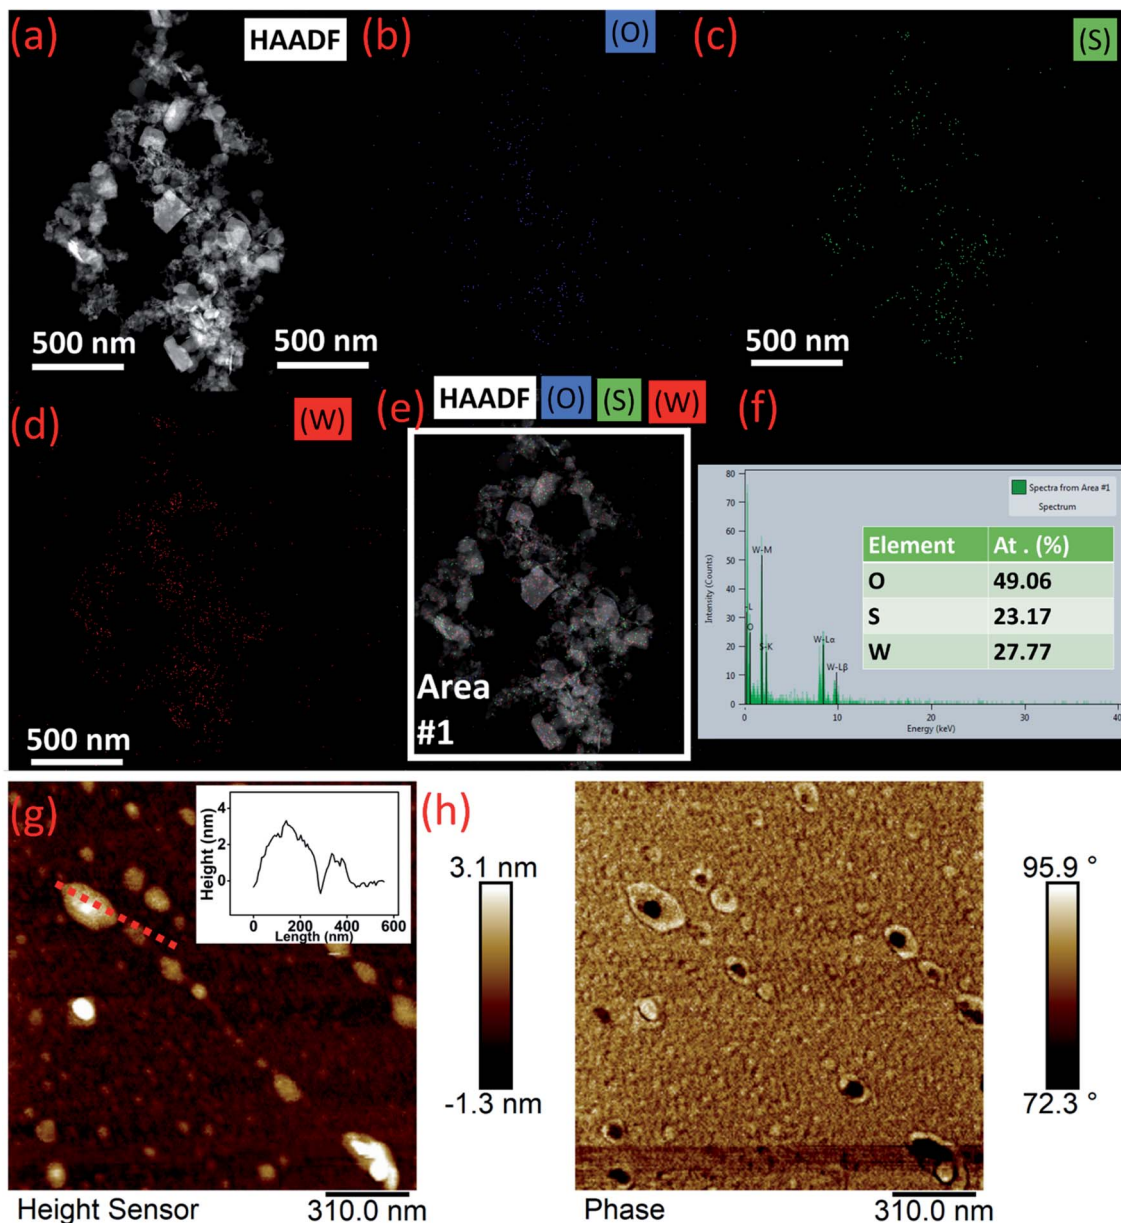 (a)
HAADF
500 nm
(b)
(O)
500 nm
(c)
(S)
500 nm
(d)
(W)
500 nm
(e)
HAADF (O) (S) (W)
Area
#1
(f)
Spectra from Area #1
Spectrum
Intensity (Counts)
80
70
60
50
40
30
20
10
0
-L
O
W-M
S-K
W-Lα
W-Lβ
0 10 20 30 40
Energy (keV)
Element At . (%)
O 49.06
S 23.17
W 27.77
(g)
Height (nm)
4
2
0
0 200 400 600
Length (nm)
3.1 nm
-1.3 nm
Height Sensor
310.0 nm
(h)
95.9 °
72.3 °
Phase
310.0 nm